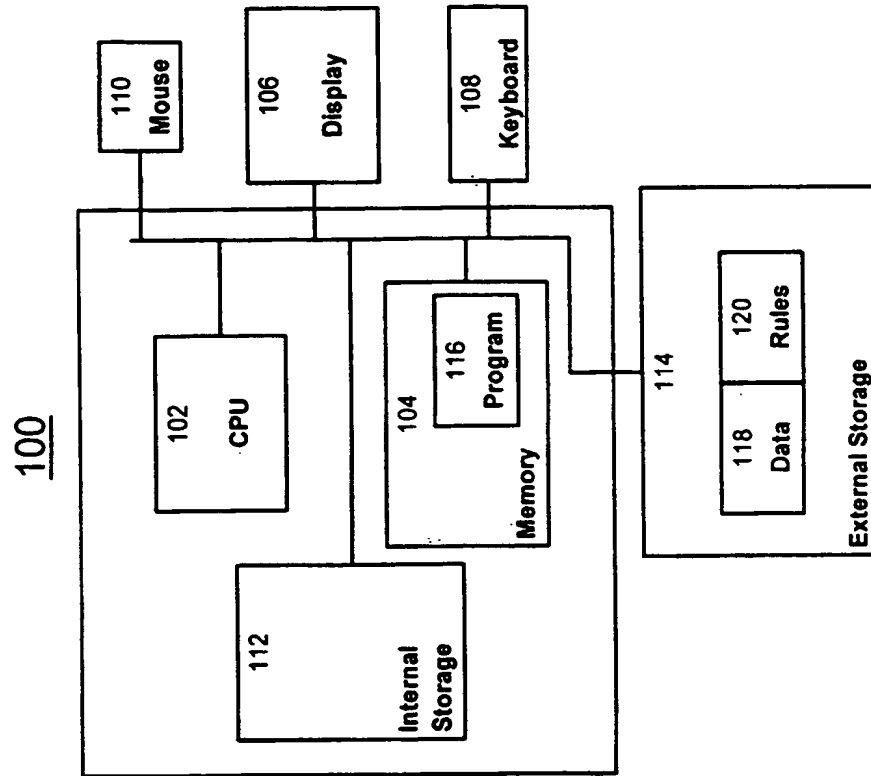 100
110
Mouse
106
Display
108
Keyboard
102
CPU
104
116
Program
Memory
112
Internal
Storage
114
118
Data
120
Rules
External Storage